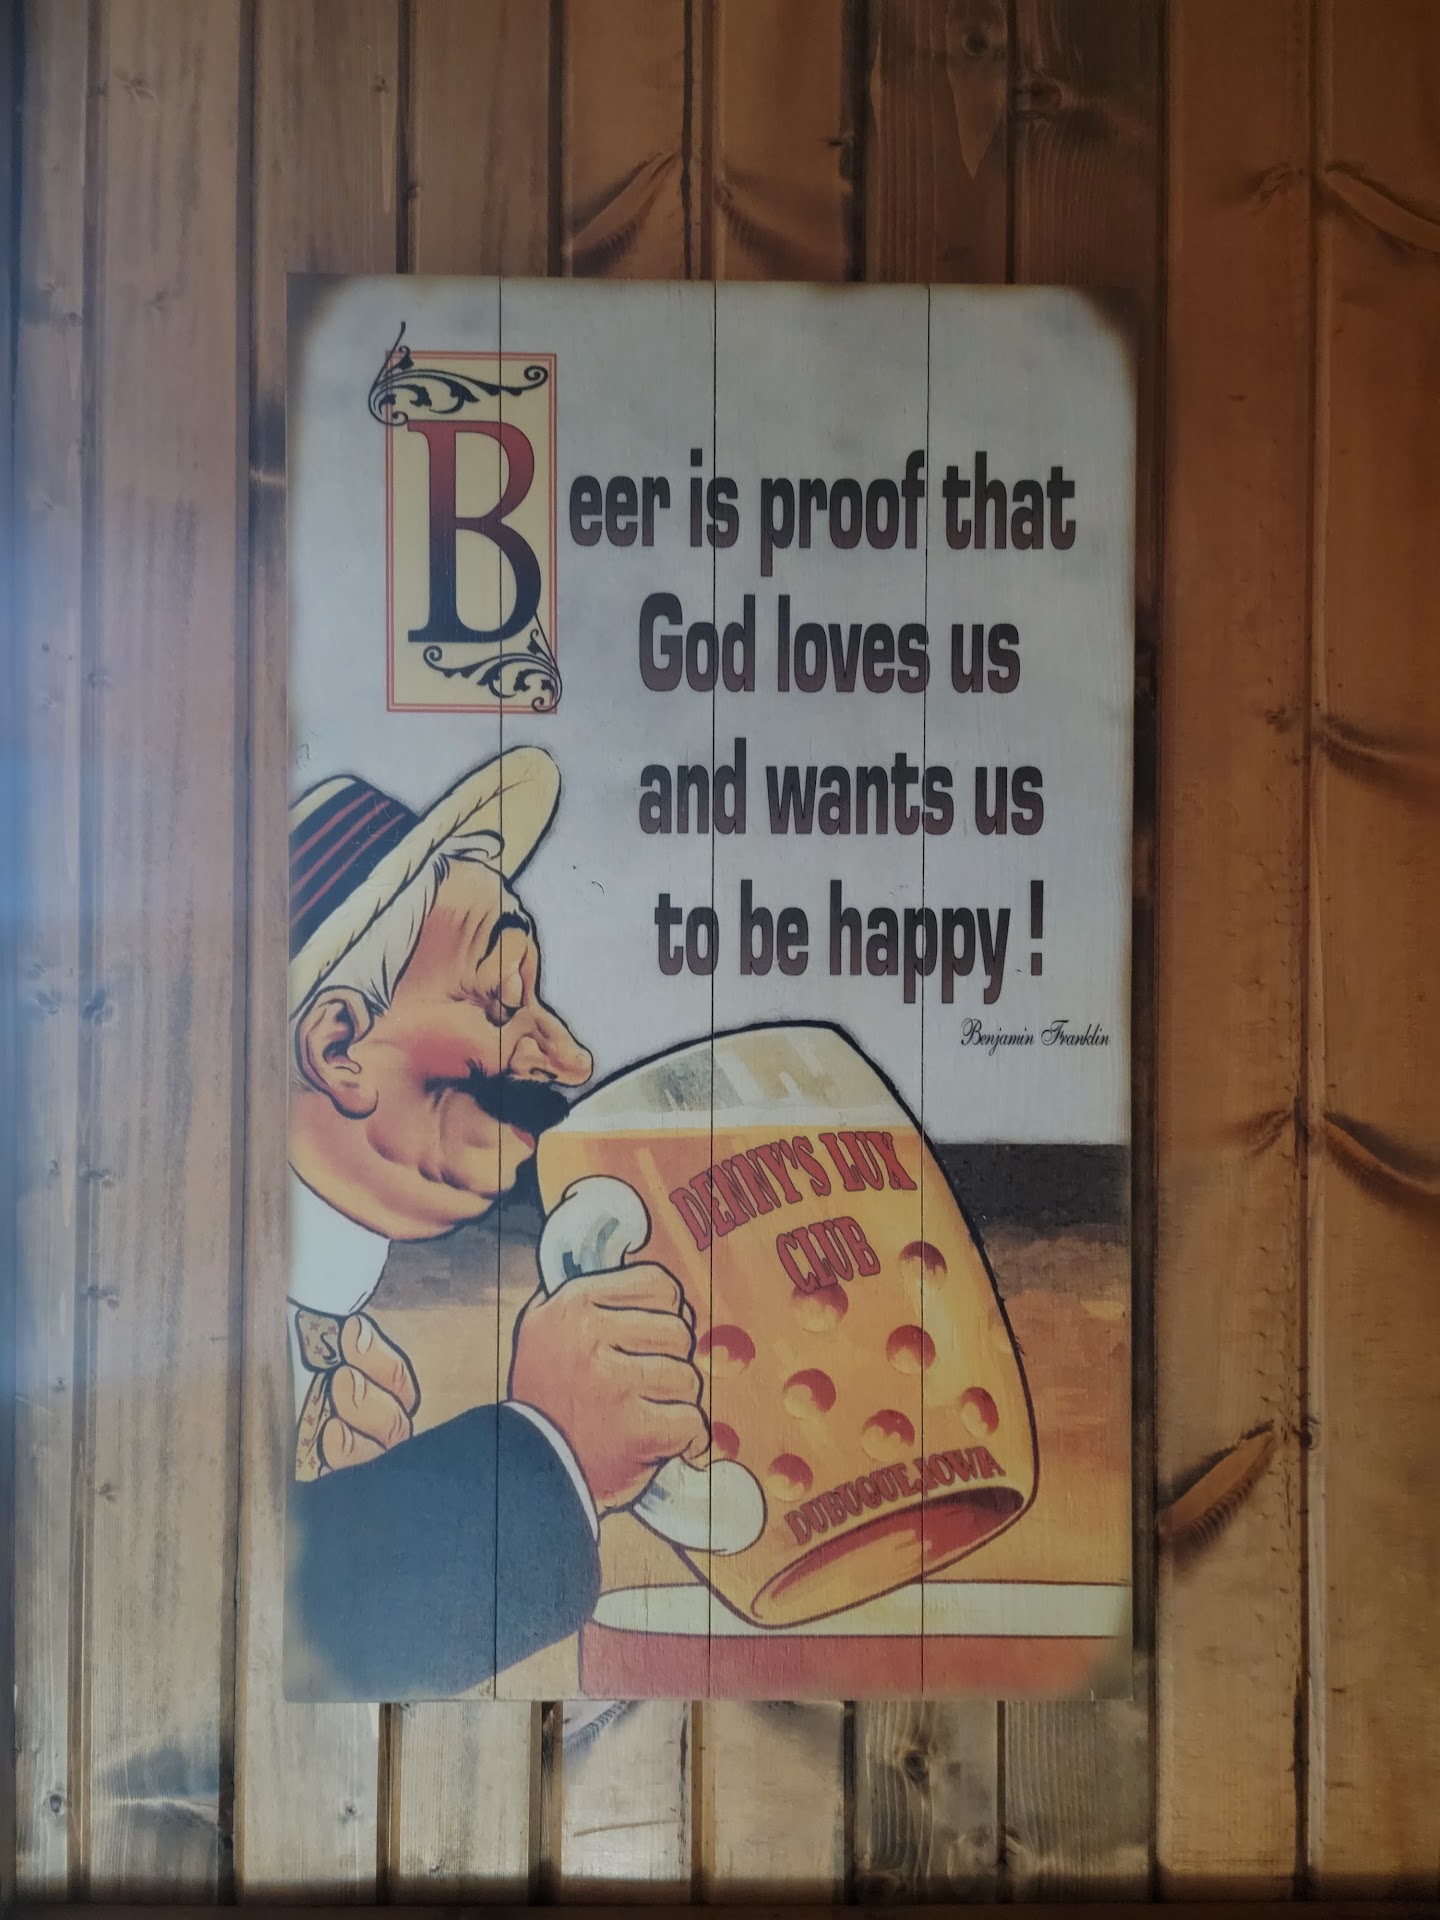 Beer is proof that
God loves us
and wants us
to be happy !
Benjamin Franklin
DENNY'S LUX
CLUB
DUBUQUE, IOWA